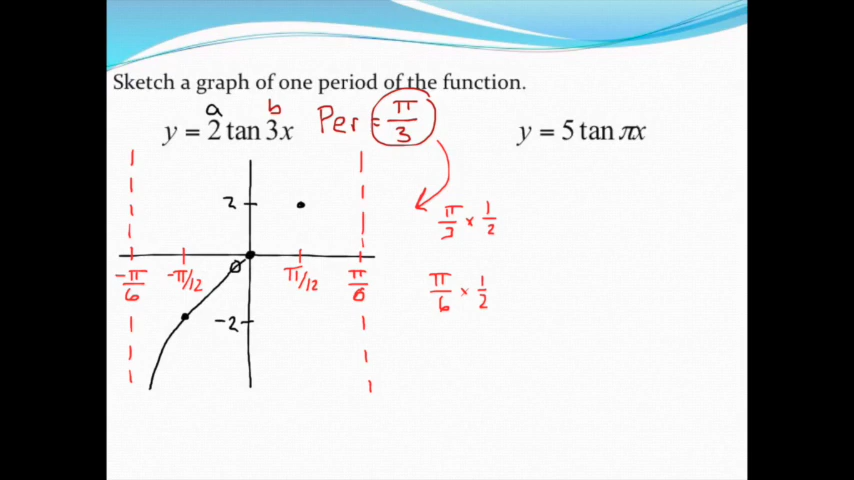 Sketch a graph of one period of the function.
a b
y = 2 tan 3x Per = π/3 y = 5 tan πx
2
π/3 × 1/2
0
-π/6 -π/12 π/12 π/6
π/6 × 1/2
-2